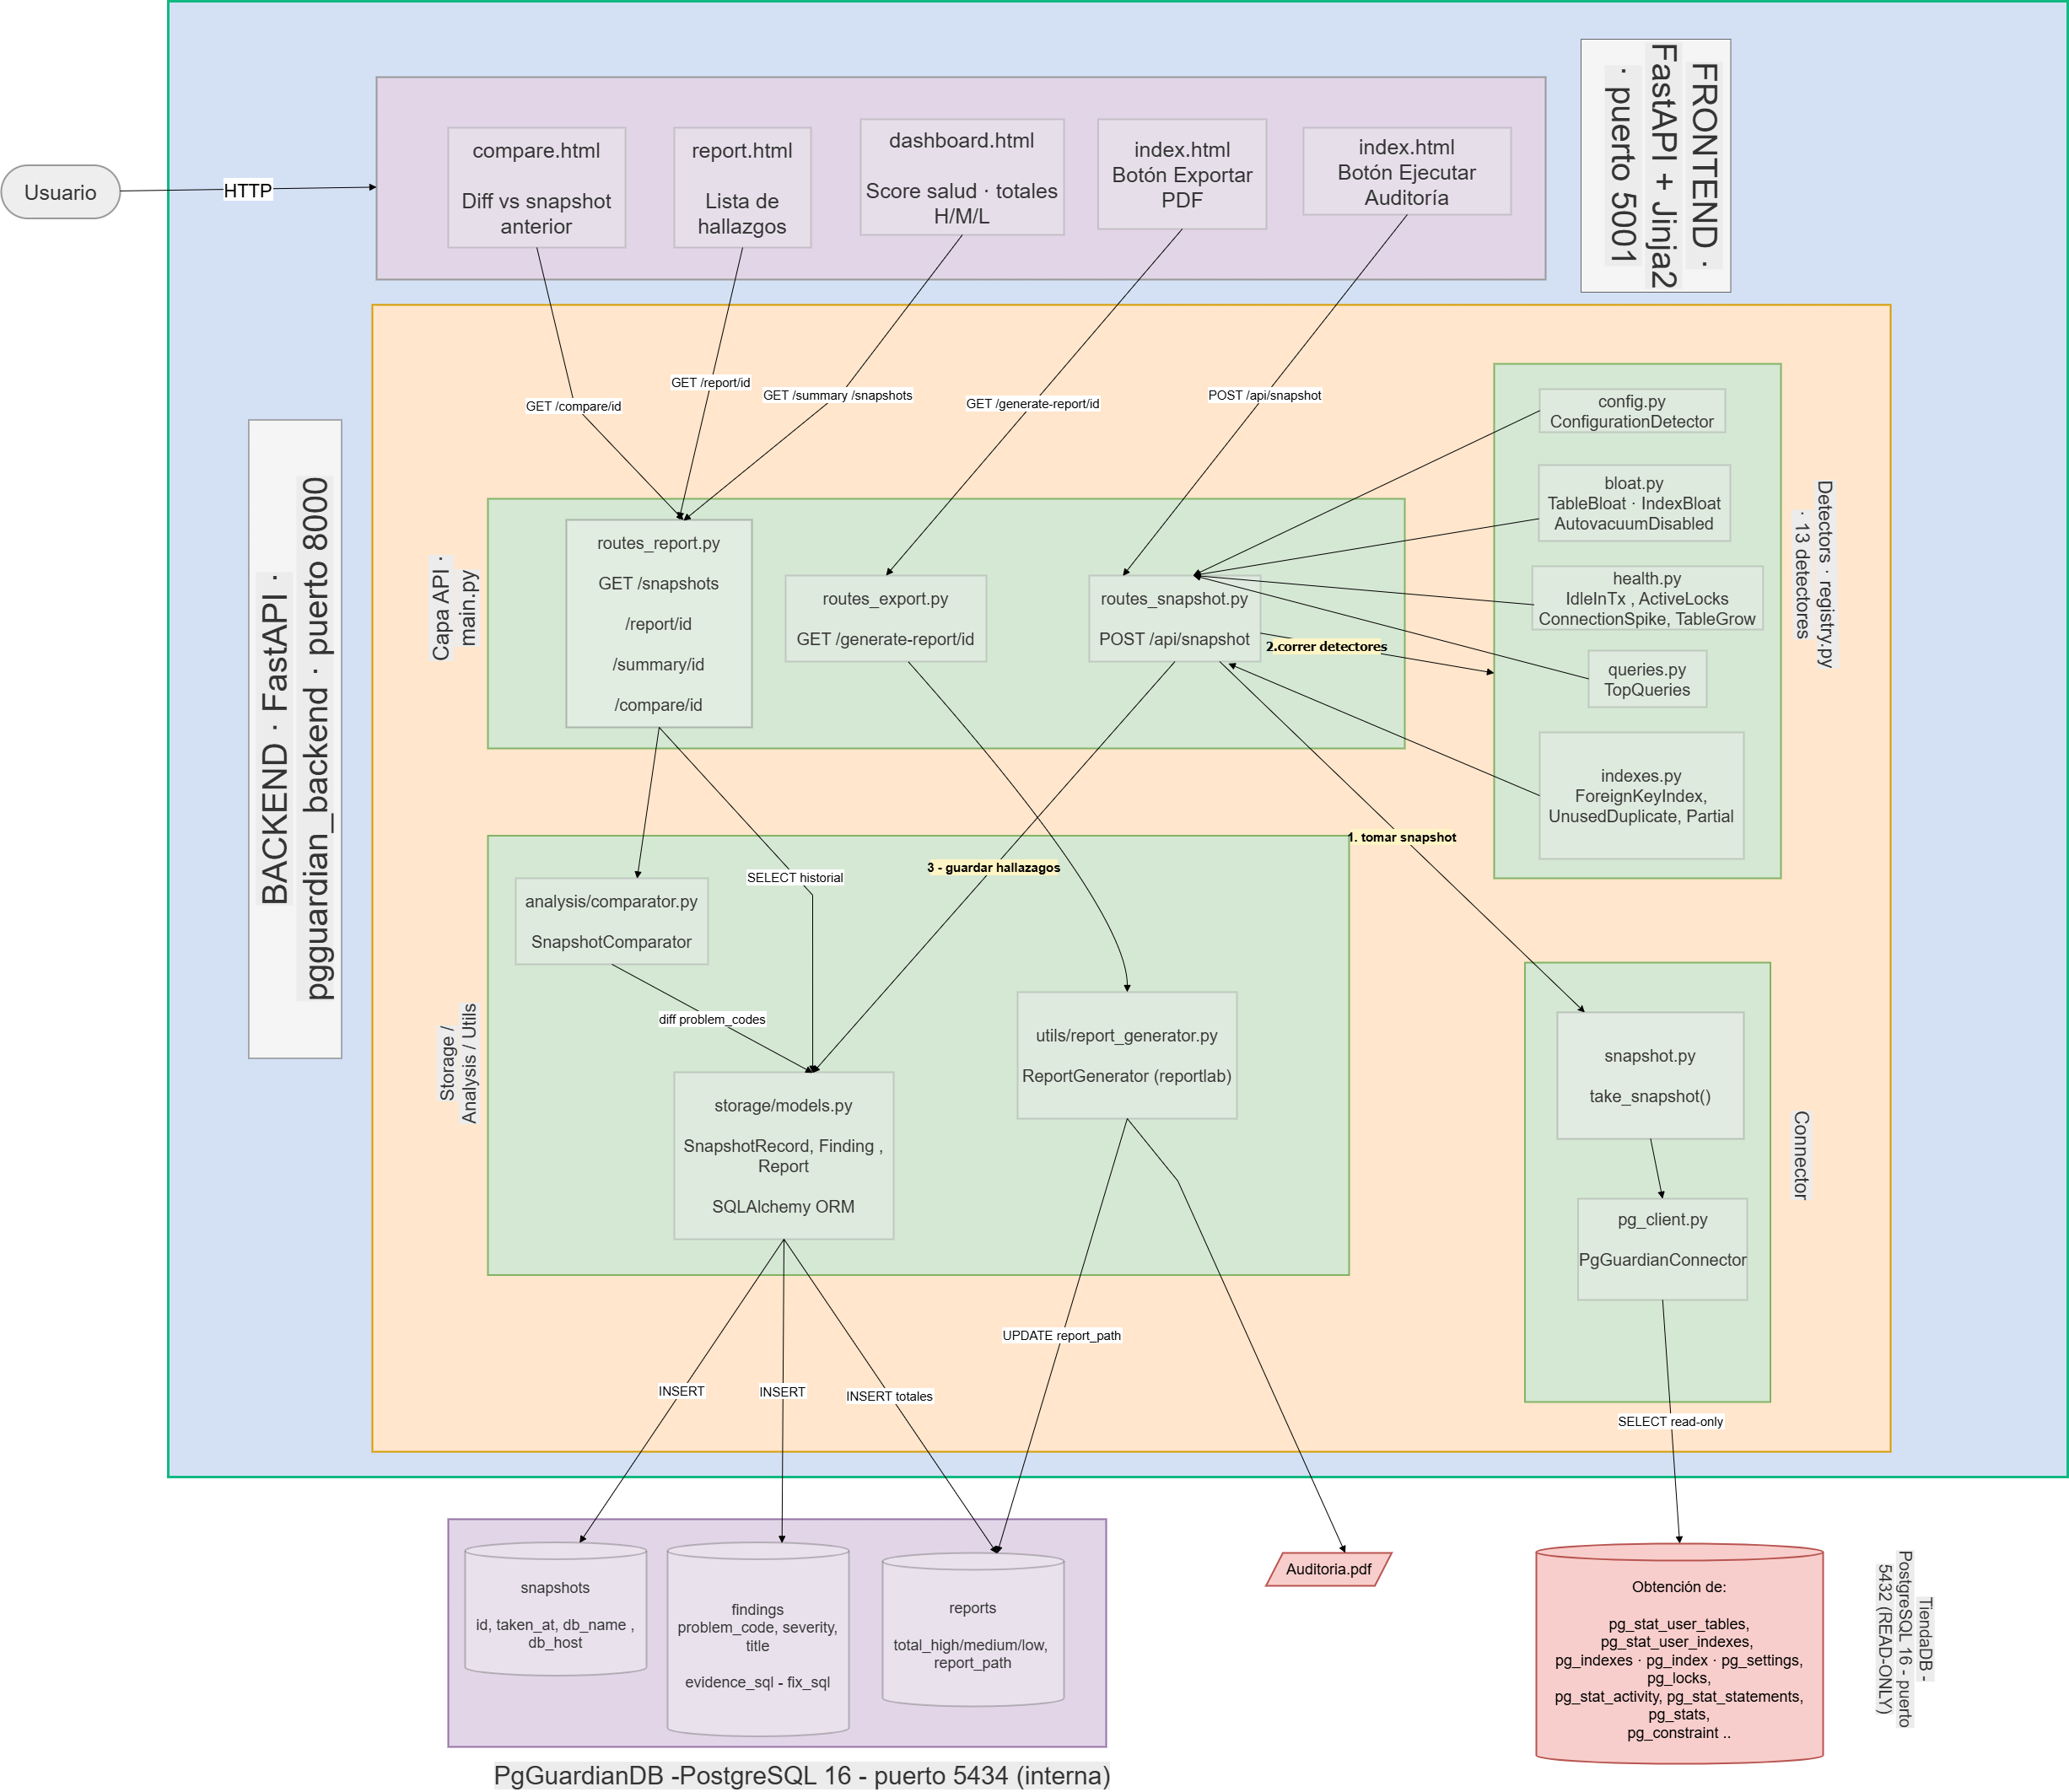 Usuario
HTTP
compare.html
Diff vs snapshot
anterior
report.html
Lista de
hallazgos
dashboard.html
Score salud · totales
H/M/L
index.html
Botón Exportar
PDF
index.html
Botón Ejecutar
Auditoría
FRONTEND ·
FastAPI + Jinja2
· puerto 5001
GET /compare/id
GET /report/id
GET /summary /snapshots
GET /generate-report/id
POST /api/snapshot
BACKEND · FastAPI ·
pgguardian_backend · puerto 8000
Capa API ·
main.py
routes_report.py
GET /snapshots
/report/id
/summary/id
/compare/id
routes_export.py
GET /generate-report/id
routes_snapshot.py
POST /api/snapshot
2.correr detectores
config.py
ConfigurationDetector
bloat.py
TableBloat · IndexBloat
AutovacuumDisabled
health.py
IdleInTx , ActiveLocks
ConnectionSpike, TableGrow
queries.py
TopQueries
indexes.py
ForeignKeyIndex,
UnusedDuplicate, Partial
Detectors · registry.py
· 13 detectores
1. tomar snapshot
3 - guardar hallazagos
SELECT historial
Storage /
Analysis / Utils
analysis/comparator.py
SnapshotComparator
diff problem_codes
storage/models.py
SnapshotRecord, Finding ,
Report
SQLAlchemy ORM
utils/report_generator.py
ReportGenerator (reportlab)
snapshot.py
take_snapshot()
pg_client.py
PgGuardianConnector
Connector
UPDATE report_path
INSERT
INSERT
INSERT totales
SELECT read-only
snapshots
id, taken_at, db_name ,
db_host
findings
problem_code, severity,
title
evidence_sql - fix_sql
reports
total_high/medium/low,
report_path
Auditoria.pdf
Obtención de:
pg_stat_user_tables,
pg_stat_user_indexes,
pg_indexes · pg_index · pg_settings,
pg_locks,
pg_stat_activity, pg_stat_statements,
pg_stats,
pg_constraint ..
TiendaDB -
PostgreSQL 16 - puerto
5432 (READ-ONLY)
PgGuardianDB -PostgreSQL 16 - puerto 5434 (interna)